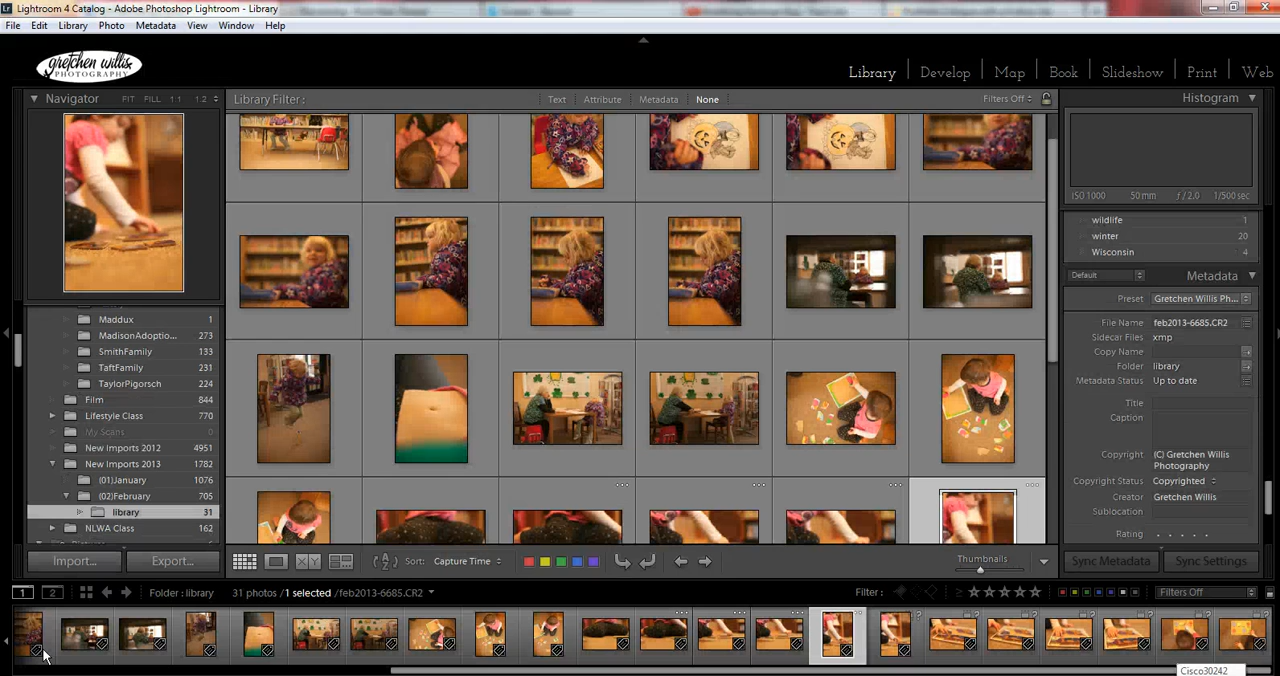 Lightroom 4 Catalog - Adobe Photoshop Lightroom - Library
File Edit Library Photo Metadata View Window Help
gretchen willis
PHOTOGRAPHY
Library Develop Map Book Slideshow Print Web
Navigator FIT FILL 1:1 1:2
Library Filter: Text Attribute Metadata None Filters Off
Histogram
ISO 1000 50 mm f / 2.0 1/500 sec
wildlife 1
winter 20
Wisconsin 4
Default Metadata
Preset Gretchen Willis Ph...
File Name feb2013-6685.CR2
Sidecar Files xmp
Copy Name
Folder library
Metadata Status Up to date
Title
Caption
Copyright (C) Gretchen Willis
Photography
Copyright Status Copyrighted
Creator Gretchen Willis
Sublocation
Rating
Maddux 1
MadisonAdoptio... 273
SmithFamily 133
TaftFamily 231
TaylorPigorsch 224
Film 844
Lifestyle Class 770
My Scans 0
New Imports 2012 4951
New Imports 2013 1782
(01)January 1076
(02)February 705
library 31
NLWA Class 162
Import... Export...
Sort: Capture Time
Thumbnails
Sync Metadata Sync Settings
1 2 Folder: library 31 photos / 1 selected / feb2013-6685.CR2 Filter: Filters Off
Cisco30242